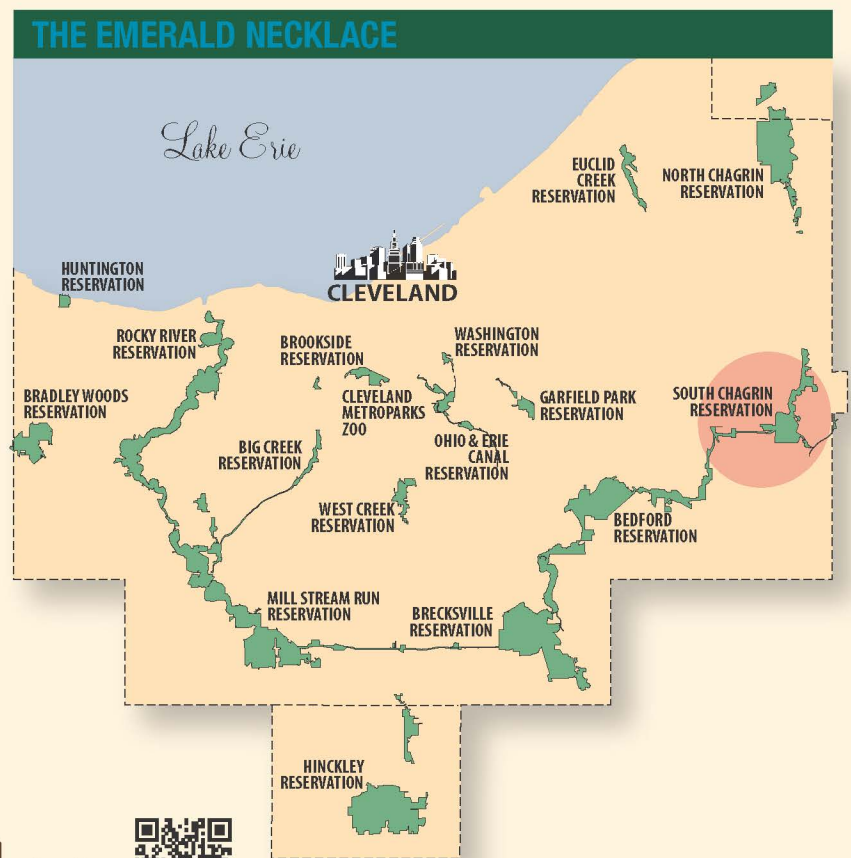 THE EMERALD NECKLACE
Lake Erie
EUCLID
CREEK
RESERVATION
NORTH CHAGRIN
RESERVATION
HUNTINGTON
RESERVATION
CLEVELAND
ROCKY RIVER
RESERVATION
BROOKSIDE
RESERVATION
WASHINGTON
RESERVATION
BRADLEY WOODS
RESERVATION
CLEVELAND
METROPARKS
ZOO
GARFIELD PARK
RESERVATION
SOUTH CHAGRIN
RESERVATION
BIG CREEK
RESERVATION
OHIO & ERIE
CANAL
RESERVATION
WEST CREEK
RESERVATION
BEDFORD
RESERVATION
MILL STREAM RUN
RESERVATION
BRECKSVILLE
RESERVATION
HINCKLEY
RESERVATION